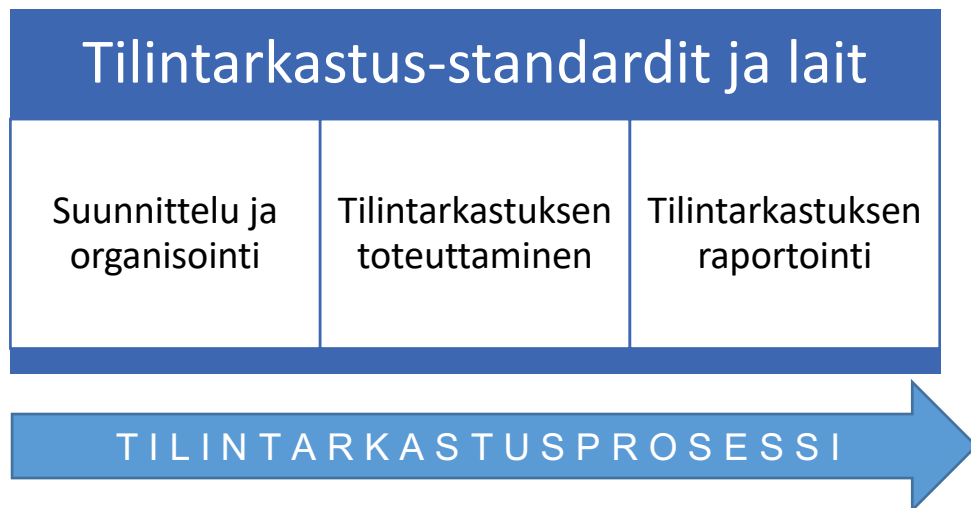 Tilintarkastus-standardit ja lait
Suunnittelu ja
organisointi
Tilintarkastuksen
toteuttaminen
Tilintarkastuksen
raportointi
TILINTARKASTUSPROSESSI